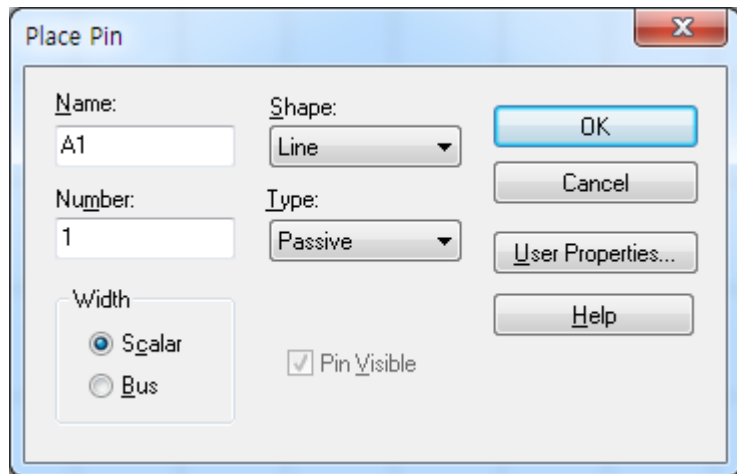 Place Pin
Name:
A1
Shape:
Line
OK
Cancel
Number:
1
Type:
Passive
User Properties...
Width
Scalar
Bus
Pin Visible
Help